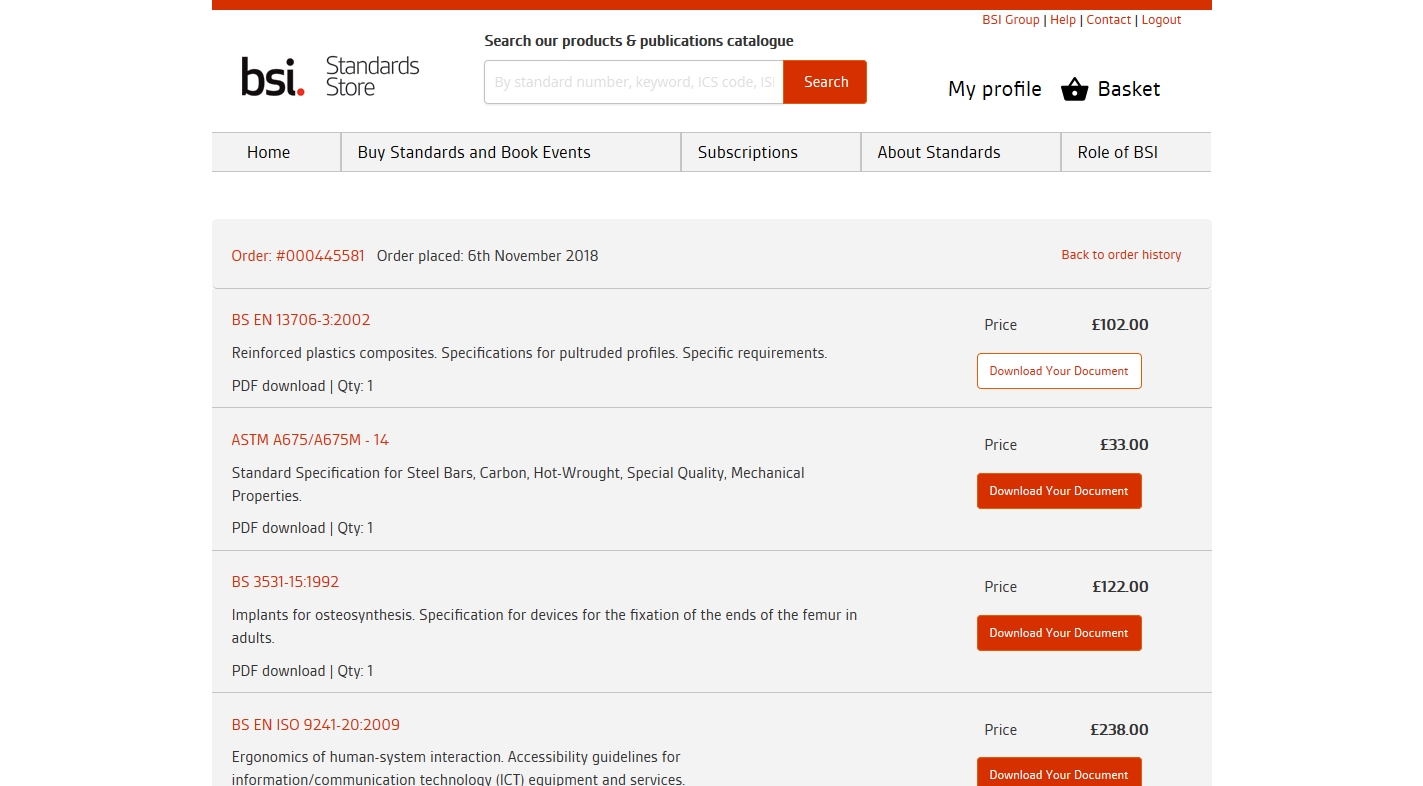 BSI Group | Help | Contact | Logout
Search our products & publications catalogue
bsi.
Standards
Store
By standard number, keyword, ICS code, ISI
Search
My profile
Basket
Home
Buy Standards and Book Events
Subscriptions
About Standards
Role of BSI
Order: #000445581 Order placed: 6th November 2018
Back to order history
BS EN 13706-3:2002
Price £102.00
Reinforced plastics composites. Specifications for pultruded profiles. Specific requirements.
Download Your Document
PDF download | Qty: 1
ASTM A675/A675M - 14
Price £33.00
Standard Specification for Steel Bars, Carbon, Hot-Wrought, Special Quality, Mechanical
Properties.
Download Your Document
PDF download | Qty: 1
BS 3531-15:1992
Price £122.00
Implants for osteosynthesis. Specification for devices for the fixation of the ends of the femur in
adults.
Download Your Document
PDF download | Qty: 1
BS EN ISO 9241-20:2009
Price £238.00
Ergonomics of human-system interaction. Accessibility guidelines for
information/communication technology (ICT) equipment and services.
Download Your Document